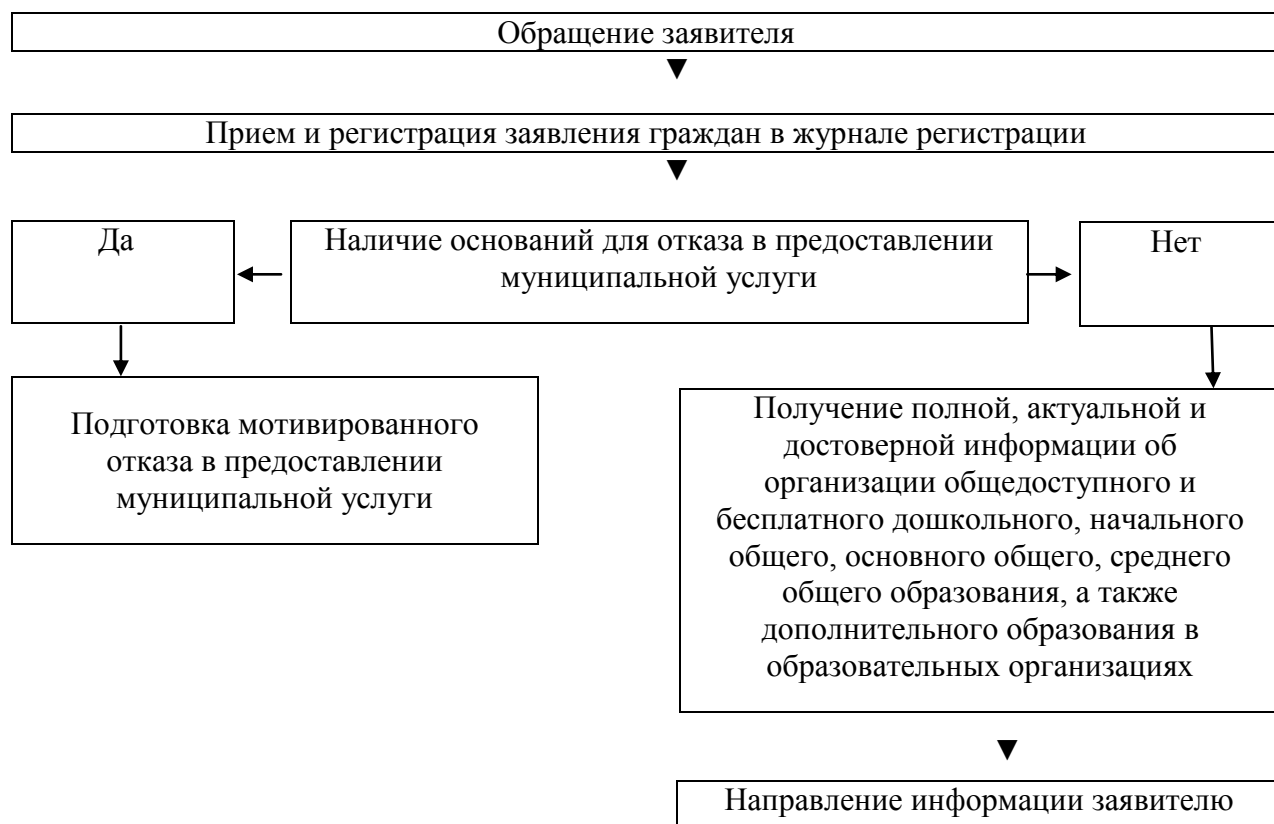 Обращение заявителя
Прием и регистрация заявления граждан в журнале регистрации
Да
Наличие оснований для отказа в предоставлении
муниципальной услуги
Нет
Подготовка мотивированного
отказа в предоставлении
муниципальной услуги
Получение полной, актуальной и
достоверной информации об
организации общедоступного и
бесплатного дошкольного, начального
общего, основного общего, среднего
общего образования, а также
дополнительного образования в
образовательных организациях
Направление информации заявителю